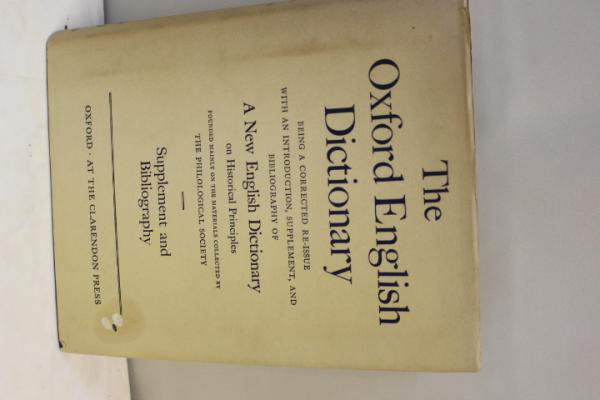 The
Oxford English
Dictionary
BEING A CORRECTED RE-ISSUE
WITH AN INTRODUCTION, SUPPLEMENT, AND
BIBLIOGRAPHY OF
A New English Dictionary
on Historical Principles
FOUNDED MAINLY ON THE MATERIALS COLLECTED BY
THE PHILOLOGICAL SOCIETY
Supplement and
Bibliography
OXFORD · AT THE CLARENDON PRESS